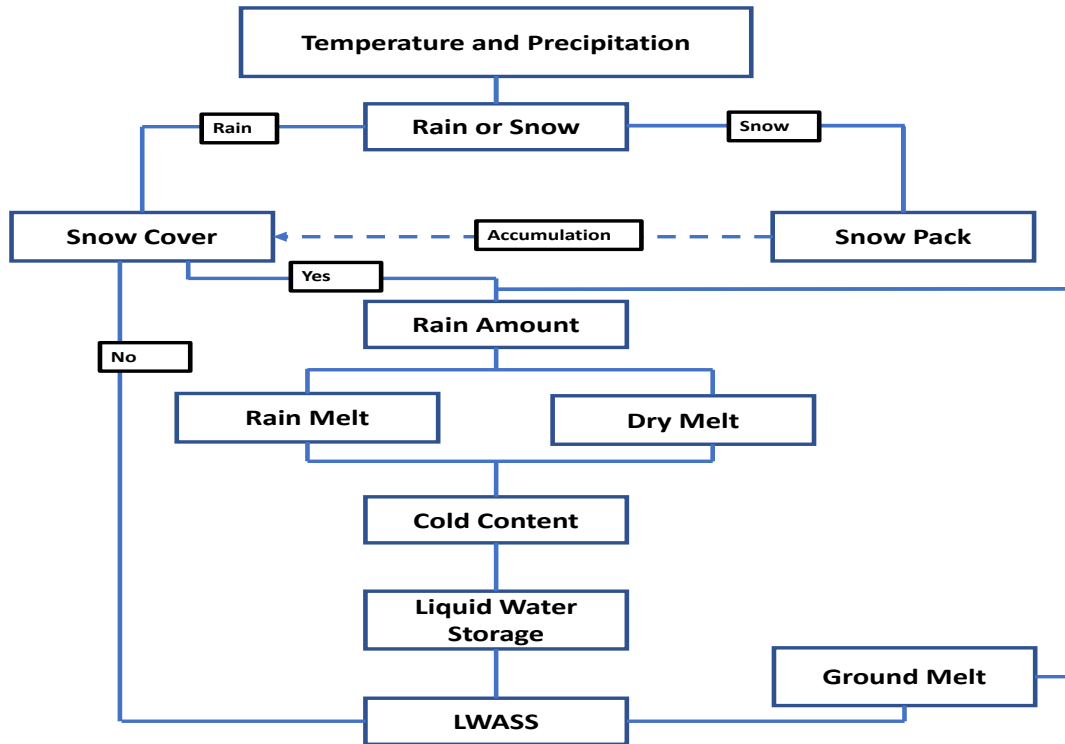 Temperature and Precipitation
Rain
Rain or Snow
Snow
Snow Cover
Accumulation
Snow Pack
Yes
Rain Amount
No
Rain Melt
Dry Melt
Cold Content
Liquid Water
Storage
Ground Melt
LWASS